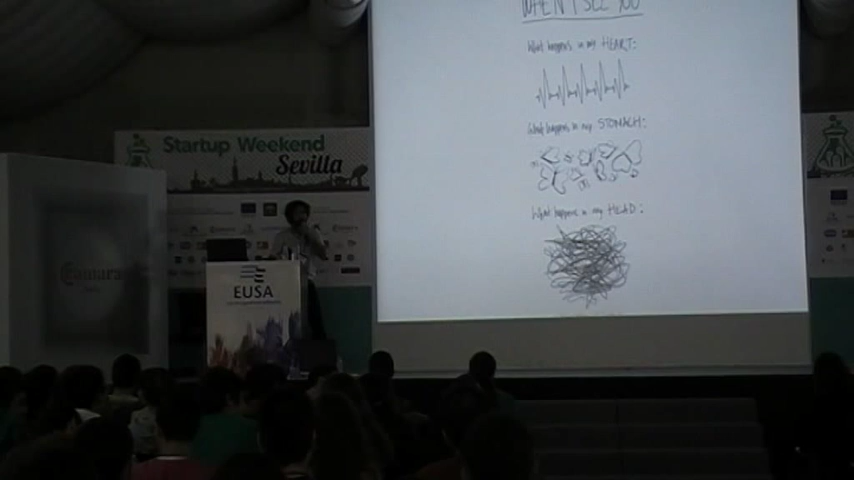 WHEN I SEE YOU
What happens in my HEART:
What happens in my STOMACH:
What happens in my HEAD:
Startup Weekend
Sevilla
Cámara
EUSA